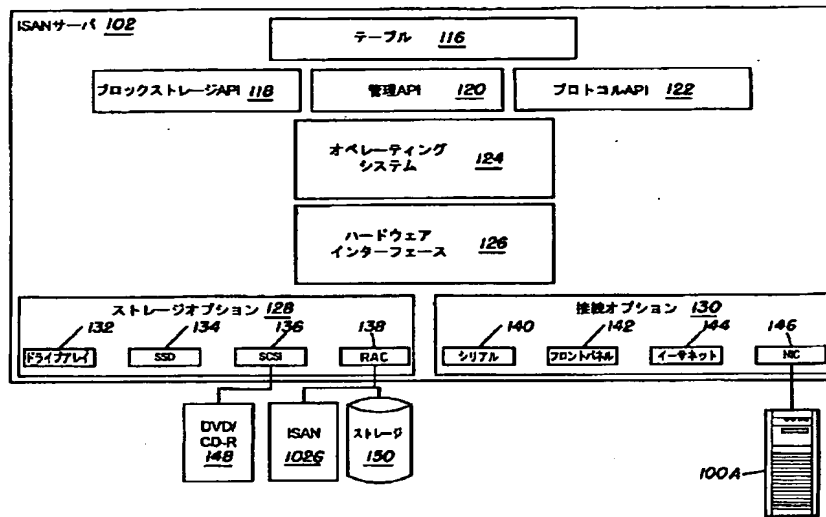 ISANサーバ 102
テーブル 116
ブロックストレージAPI 118
管理API 120
プロトコルAPI 122
オペレーティング
システム 124
ハードウェア
インターフェース 126
ストレージオプション 128
接続オプション 130
132
134
136
138
140
142
144
146
ドライブアレイ
SSD
SCSI
RAC
シリアル
フロントパネル
イーサネット
NIC
DVD/
CD-R
148
ISAN
102G
ストレージ
150
100A